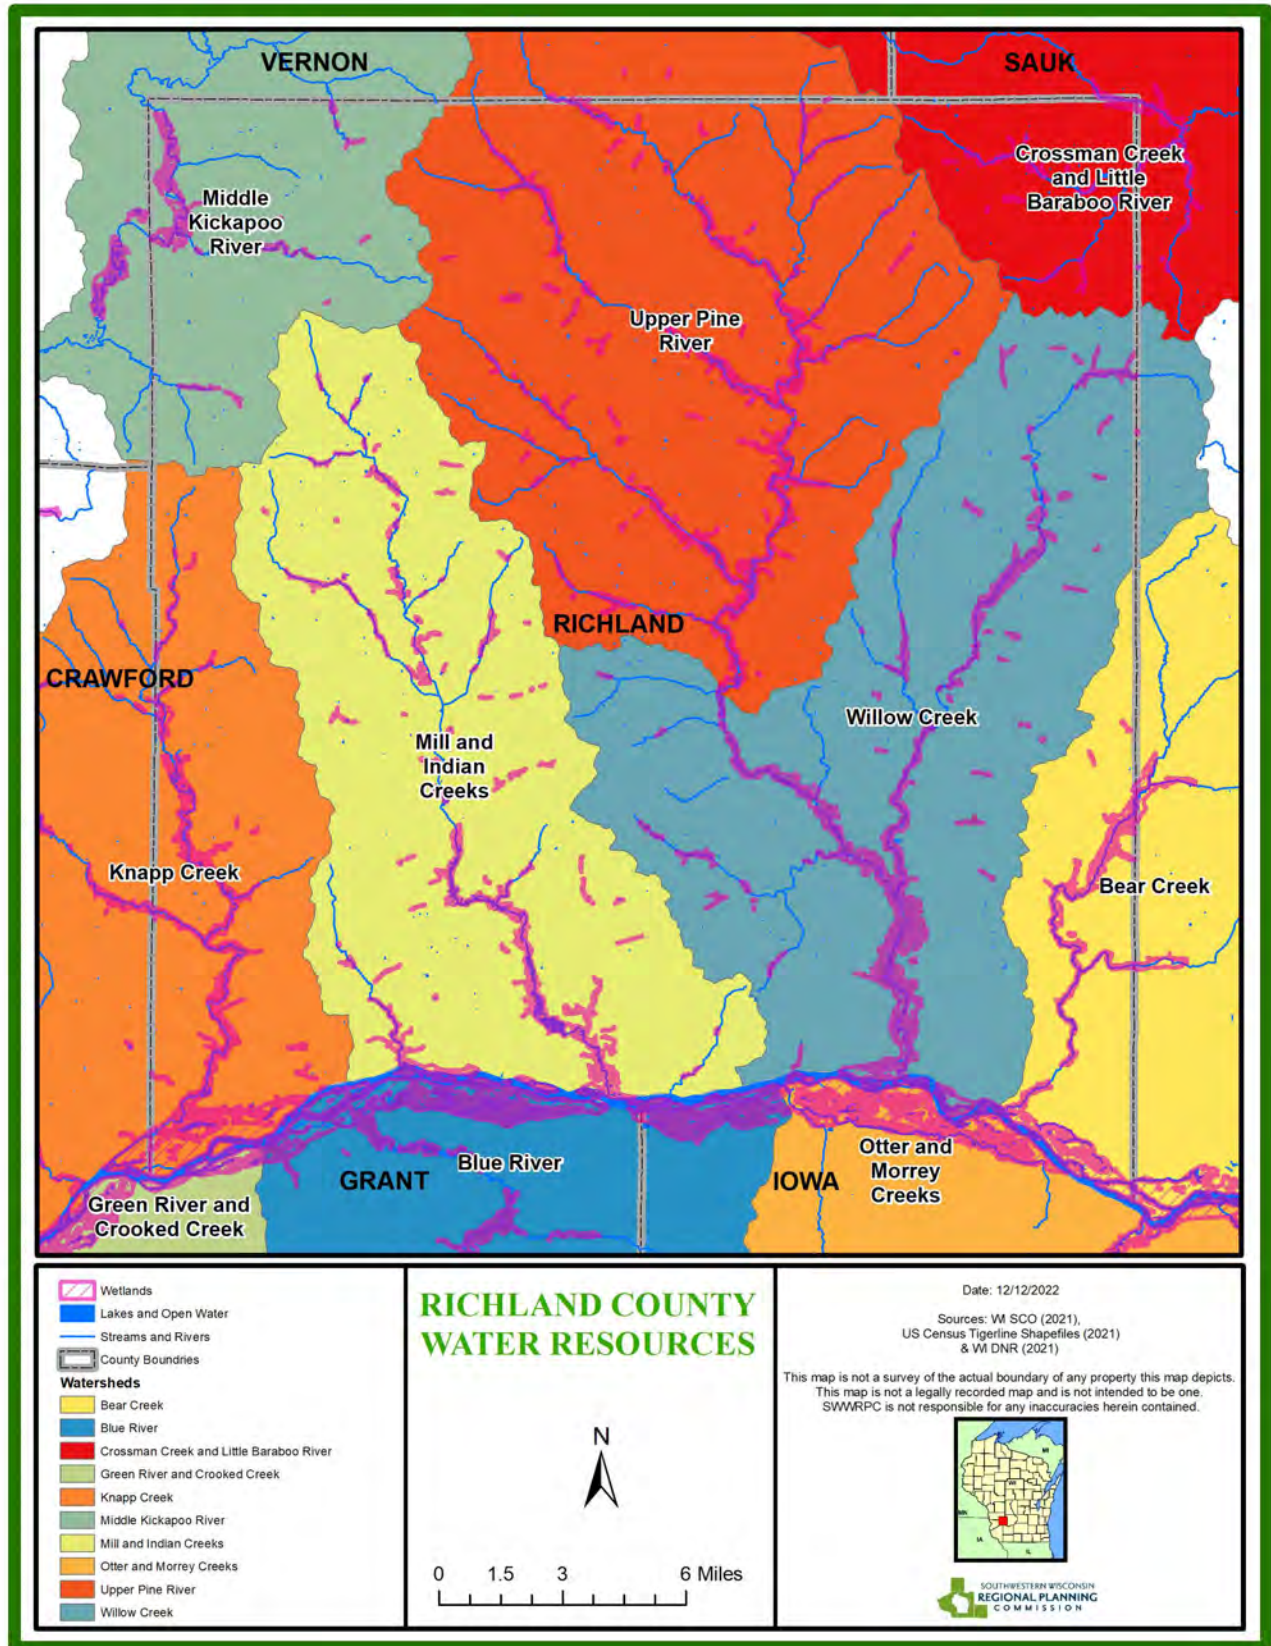 VERNON
SAUK
Crossman Creek
and Little
Baraboo River
Middle
Kickapoo
River
Upper Pine
River
RICHLAND
CRAWFORD
Willow Creek
Mill and
Indian
Creeks
Knapp Creek
Bear Creek
Otter and
Morrey
Creeks
Blue River
GRANT
IOWA
Green River and
Crooked Creek
Wetlands
Lakes and Open Water
Streams and Rivers
County Boundries
Watersheds
Bear Creek
Blue River
Crossman Creek and Little Baraboo River
Green River and Crooked Creek
Knapp Creek
Middle Kickapoo River
Mill and Indian Creeks
Otter and Morrey Creeks
Upper Pine River
Willow Creek
RICHLAND COUNTY
WATER RESOURCES
N
0 1.5 3 6 Miles
Date: 12/12/2022
Sources: WI SCO (2021),
US Census Tigerline Shapefiles (2021)
& WI DNR (2021)
This map is not a survey of the actual boundary of any property this map depicts.
This map is not a legally recorded map and is not intended to be one.
SWWRPC is not responsible for any inaccuracies herein contained.
MI
WI
MN
IA
IL
SOUTHWESTERN WISCONSIN
REGIONAL PLANNING
COMMISSION